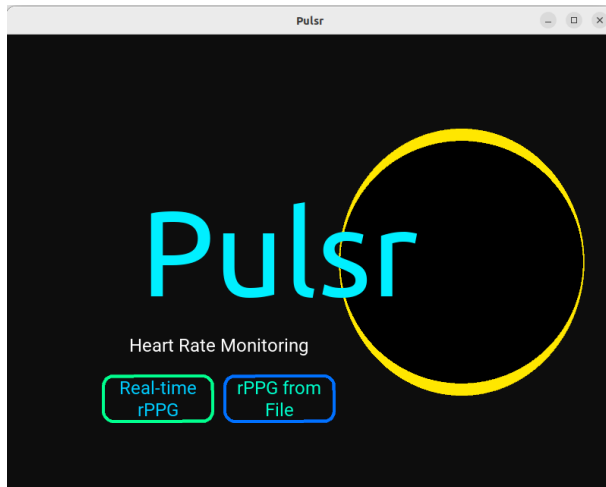 Pulsr
Pulsr
Heart Rate Monitoring
Real-time
rPPG
rPPG from
File